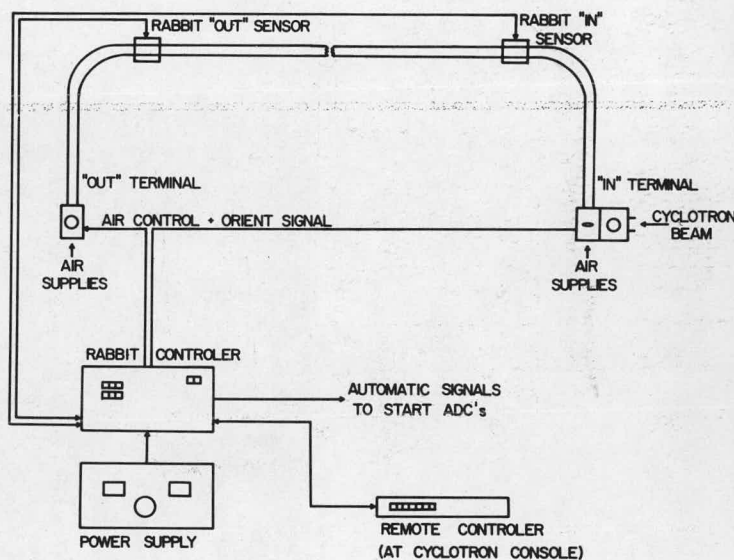 RABBIT "OUT" SENSOR
RABBIT "IN"
SENSOR
"OUT" TERMINAL
"IN" TERMINAL
AIR CONTROL + ORIENT SIGNAL
CYCLOTRON
BEAM
AIR
SUPPLIES
AIR
SUPPLIES
RABBIT CONTROLER
AUTOMATIC SIGNALS
TO START ADC's
POWER SUPPLY
REMOTE CONTROLER
(AT CYCLOTRON CONSOLE)